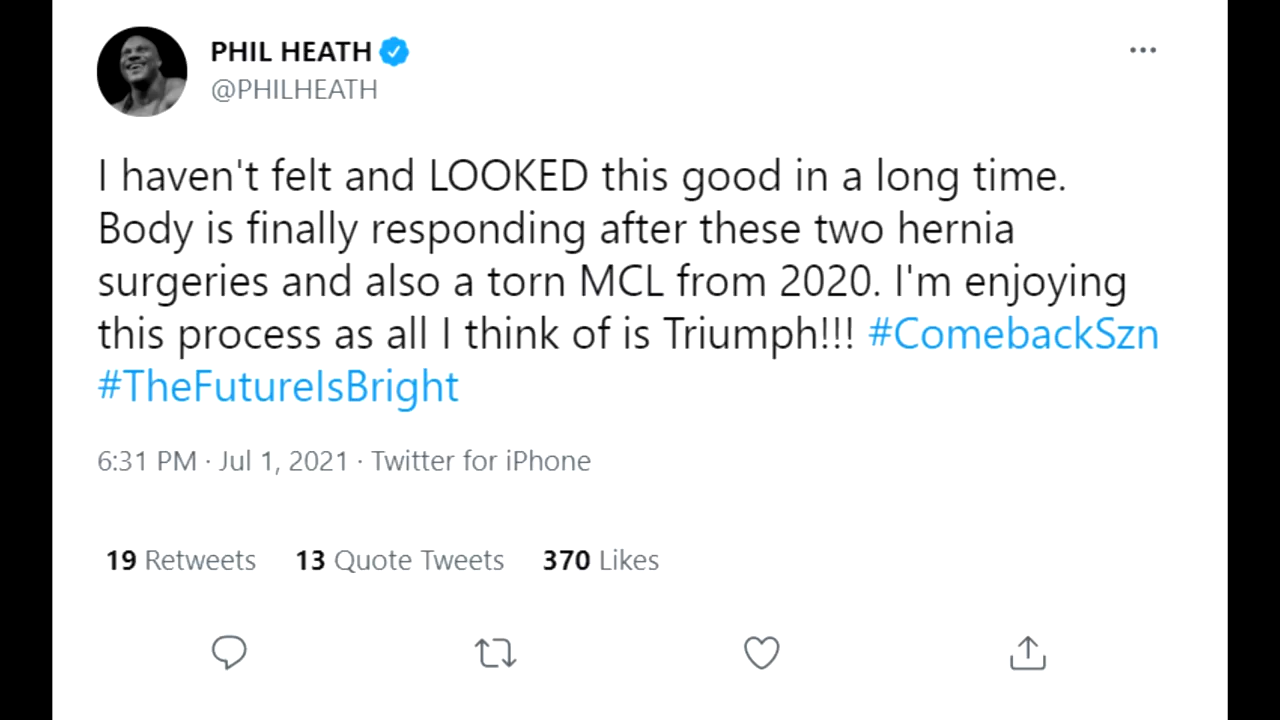 PHIL HEATH
@PHILHEATH
I haven't felt and LOOKED this good in a long time.
Body is finally responding after these two hernia
surgeries and also a torn MCL from 2020. I'm enjoying
this process as all I think of is Triumph!!! #ComebackSzn
#TheFutureIsBright
6:31 PM · Jul 1, 2021 · Twitter for iPhone
19 Retweets 13 Quote Tweets 370 Likes